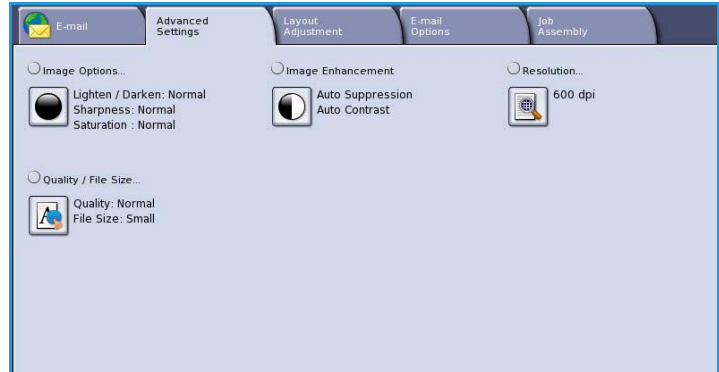 E-mail
Advanced
Settings
Layout
Adjustment
E-mail
Options
Job
Assembly
Image Options...
Lighten / Darken: Normal
Sharpness: Normal
Saturation : Normal
Image Enhancement
Auto Suppression
Auto Contrast
Resolution...
600 dpi
Quality / File Size...
Quality: Normal
File Size: Small